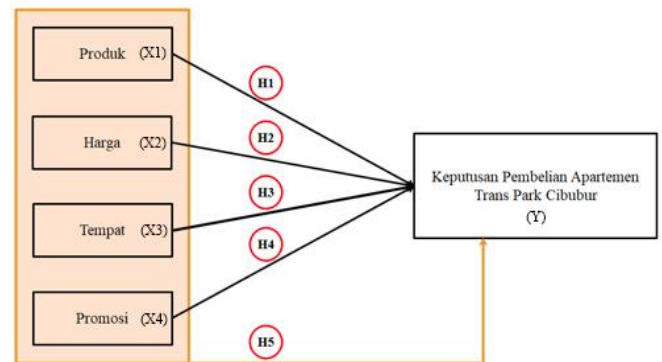 Produk (X1)
H1
Harga (X2)
H2
Keputusan Pembelian Apartemen
Trans Park Cibubur
(Y)
H3
Tempat (X3)
H4
Promosi (X4)
H5